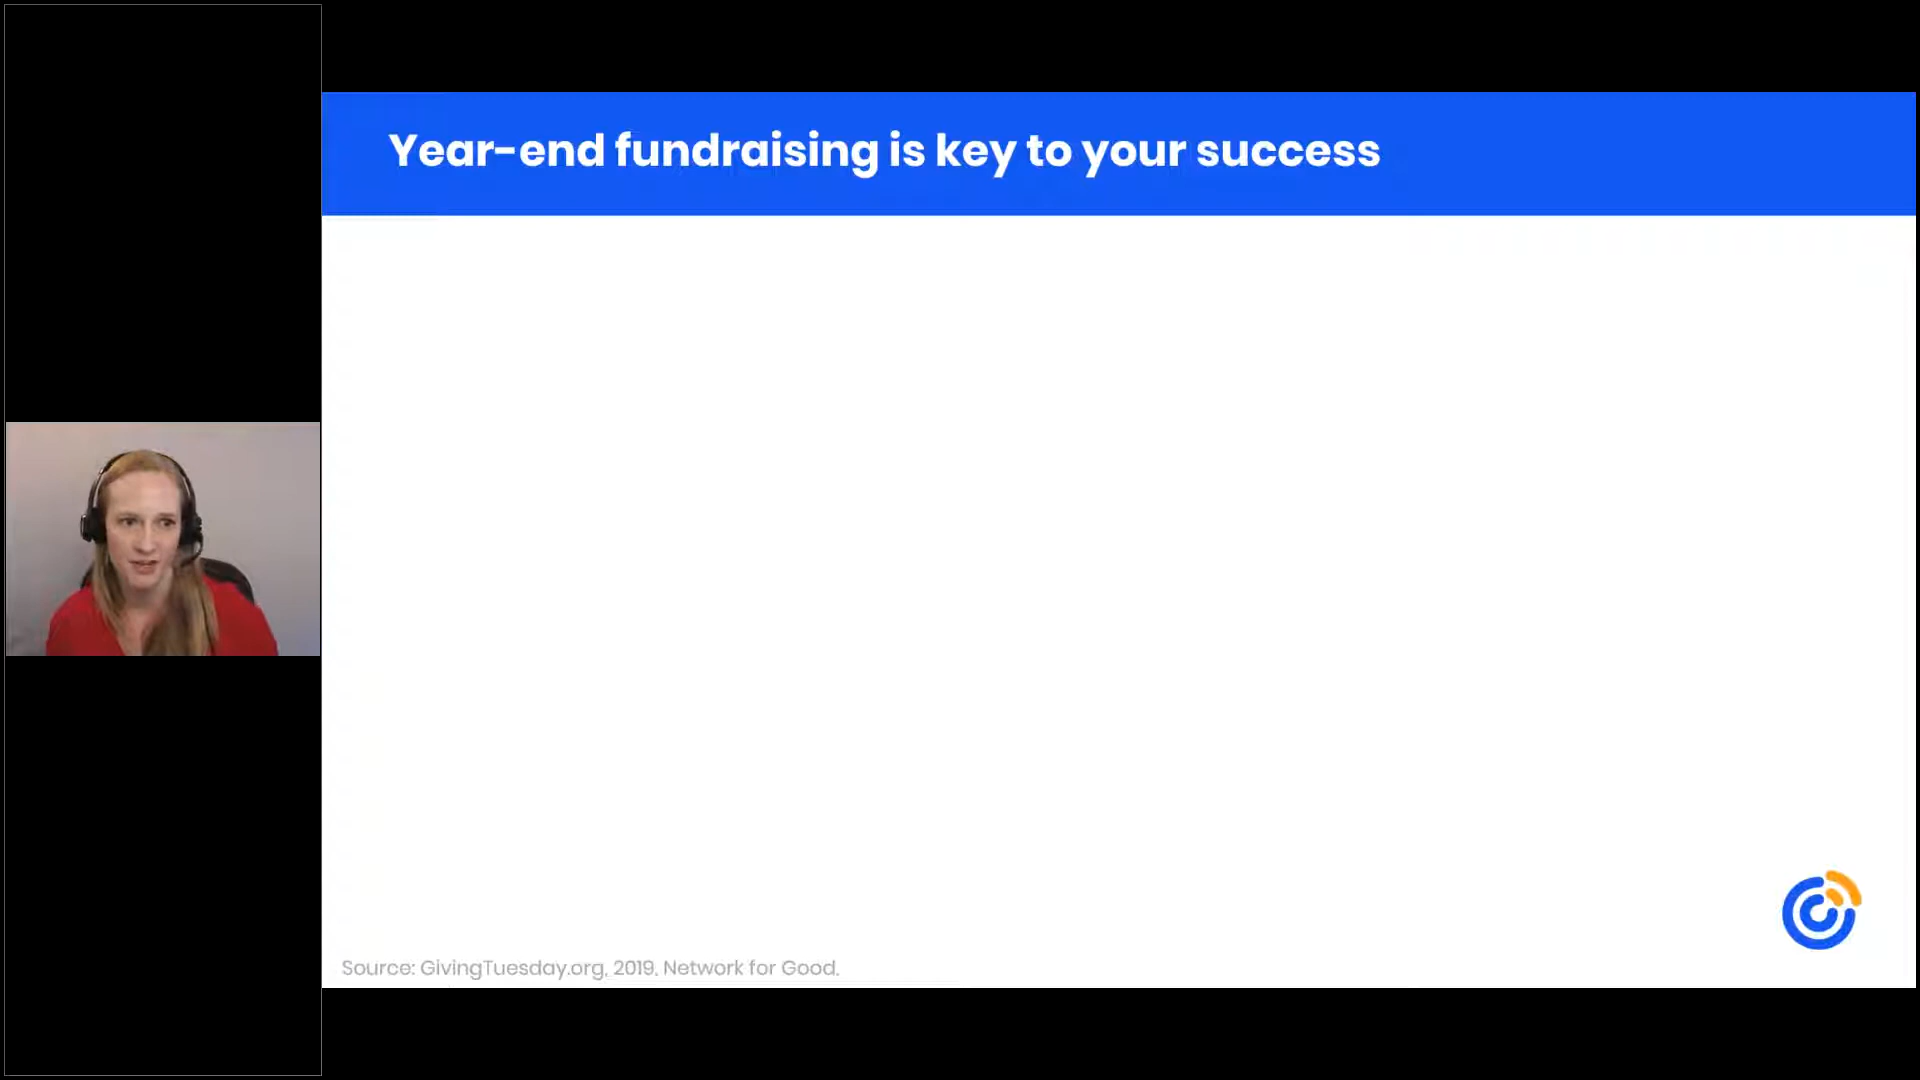 Year-end fundraising is key to your success
Source: GivingTuesday.org, 2019, Network for Good.